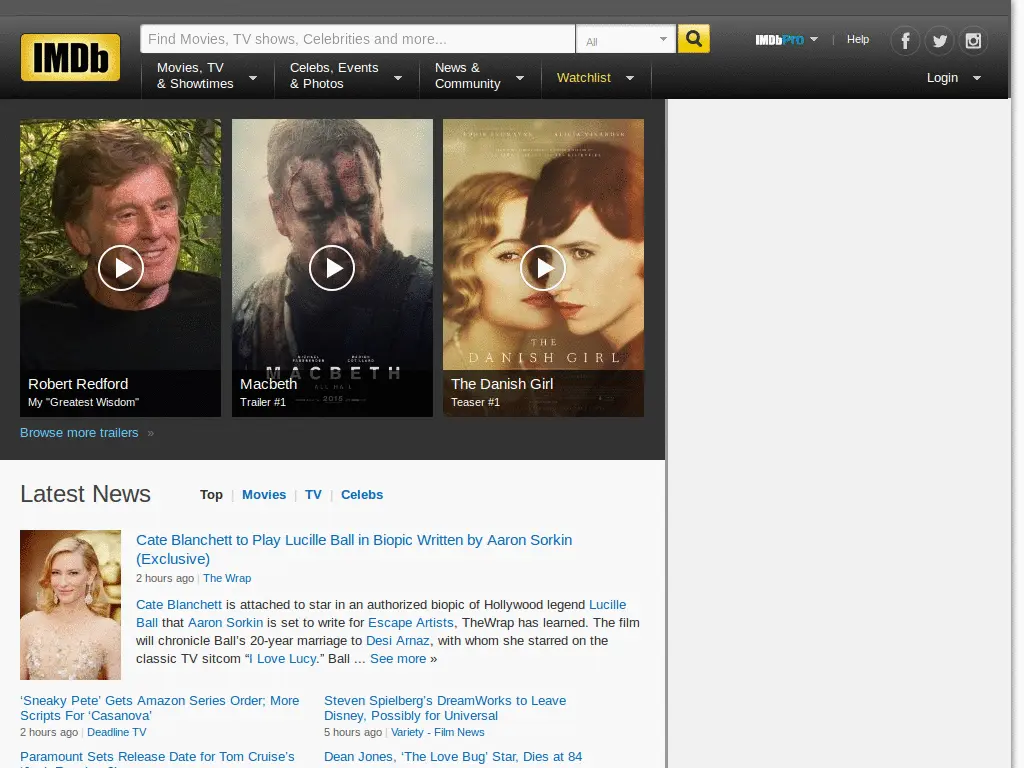 IMDb
Find Movies, TV shows, Celebrities and more...
All
IMDbPro
|
Help
Movies, TV
& Showtimes
Celebs, Events
& Photos
News &
Community
Watchlist
Login
THE
DANISH GIRL
MACBETH
ALL HAIL
2015
Robert Redford
My "Greatest Wisdom"
Macbeth
Trailer #1
The Danish Girl
Teaser #1
Browse more trailers »
Latest News
Top | Movies | TV | Celebs
Cate Blanchett to Play Lucille Ball in Biopic Written by Aaron Sorkin
(Exclusive)
2 hours ago | The Wrap
Cate Blanchett is attached to star in an authorized biopic of Hollywood legend Lucille
Ball that Aaron Sorkin is set to write for Escape Artists, TheWrap has learned. The film
will chronicle Ball’s 20-year marriage to Desi Arnaz, with whom she starred on the
classic TV sitcom “I Love Lucy.” Ball ... See more »
‘Sneaky Pete’ Gets Amazon Series Order; More
Scripts For ‘Casanova’
2 hours ago | Deadline TV
Steven Spielberg’s DreamWorks to Leave
Disney, Possibly for Universal
5 hours ago | Variety - Film News
Paramount Sets Release Date for Tom Cruise’s
Dean Jones, ‘The Love Bug’ Star, Dies at 84